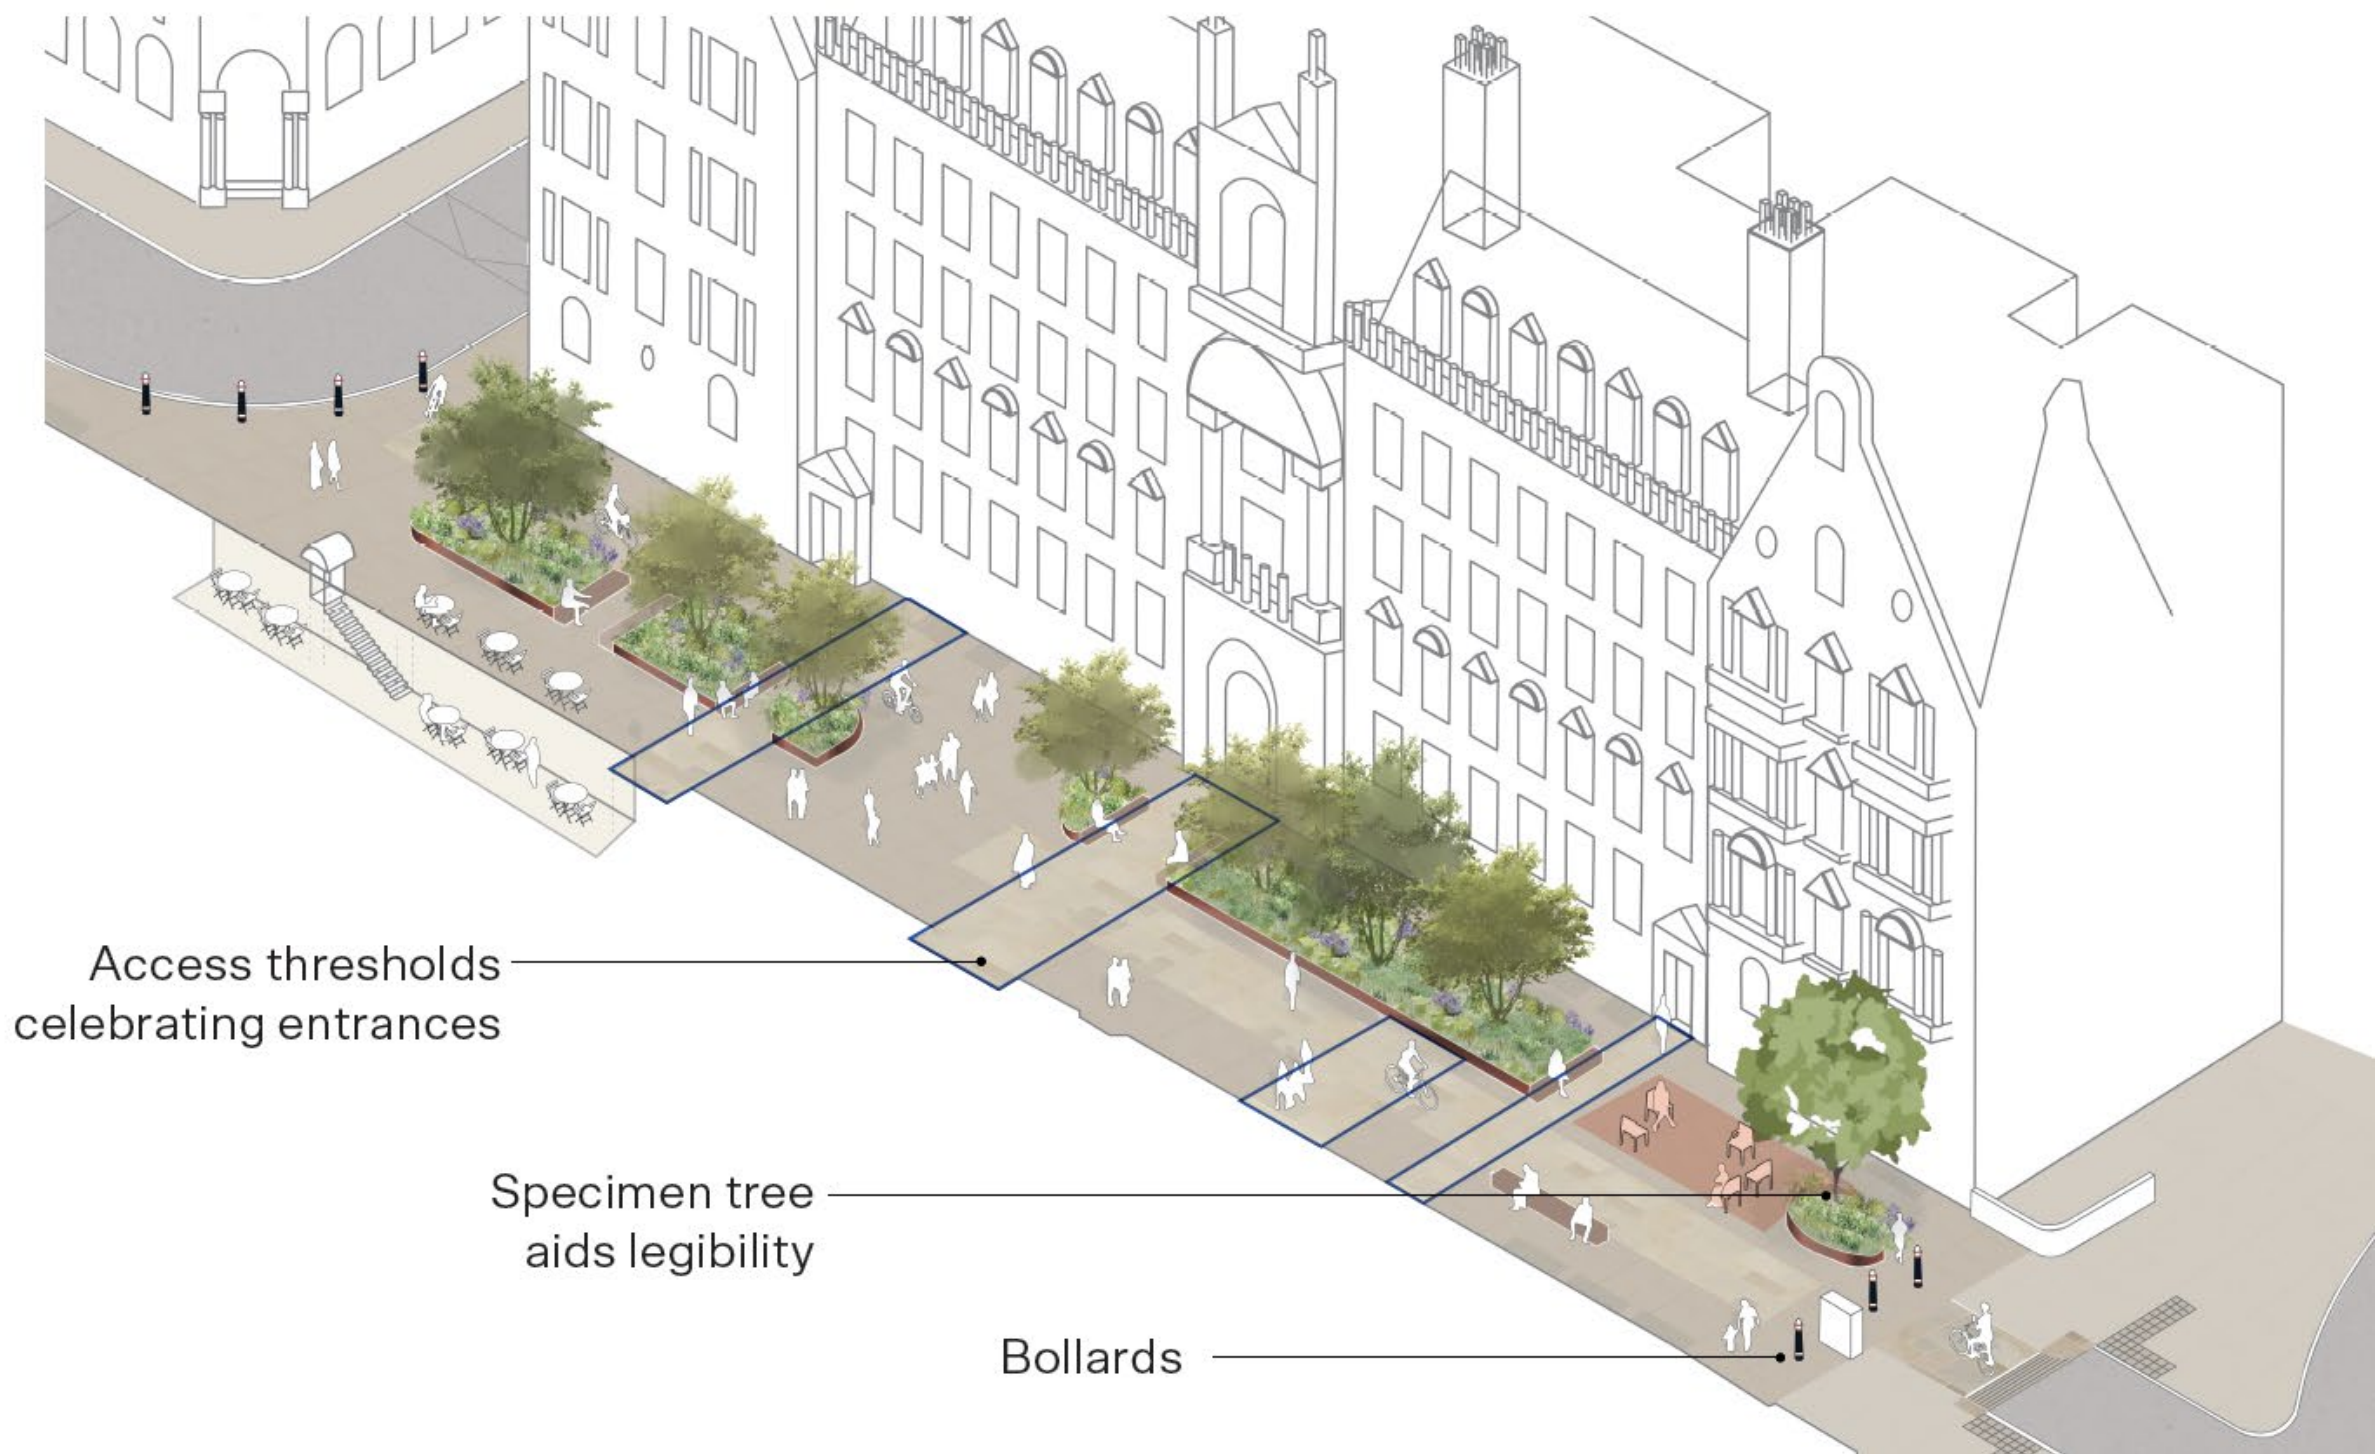 Access thresholds
celebrating entrances
Specimen tree
aids legibility
Bollards